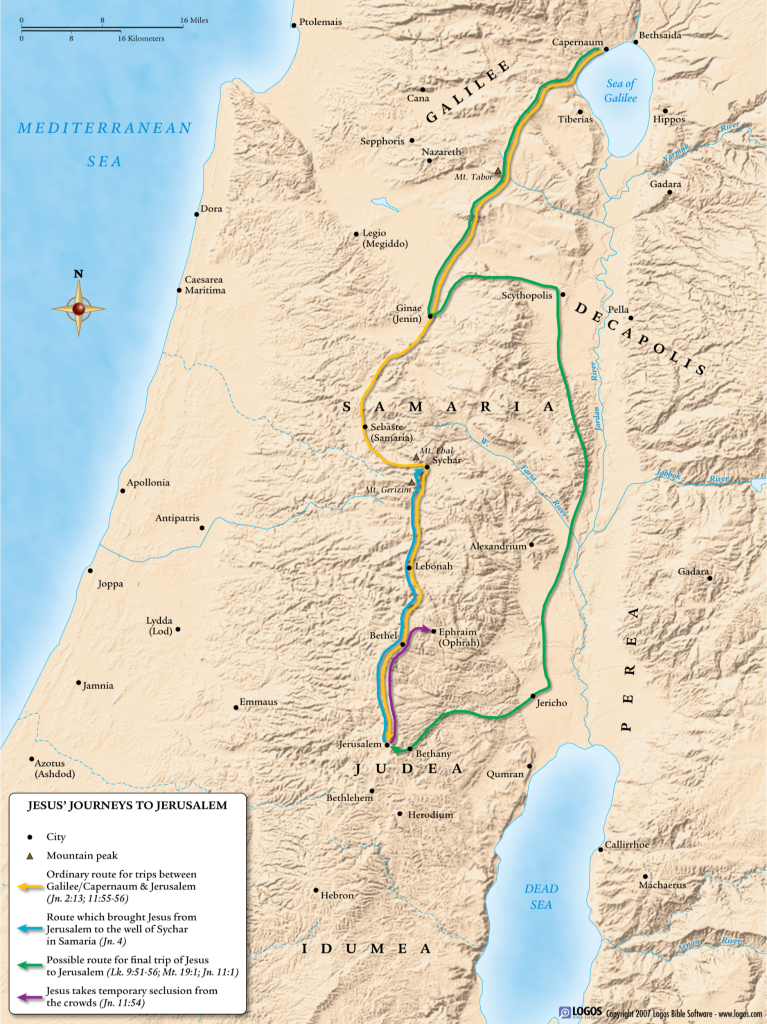 0 8 16 Miles
0 8 16 Kilometers
Ptolemais
Capernaum
Bethsaida
GALILEE
Sea of
Galilee
Cana
Tiberias
Hippos
MEDITERRANEAN
SEA
Sepphoris
Nazareth
Yarmuk River
Mt. Tabor
Gadara
Dora
Legio
(Megiddo)
N
Caesarea
Maritima
Ginae
(Jenin)
Scythopolis
Pella
DECAPOLIS
Jordan River
SAMARIA
Sebaste
(Samaria)
Mt. Ebal
Sychar
W. Faria River
Mt. Gerizim
Jabbok River
Apollonia
Antipatris
Alexandrium
Lebonah
Gadara
Joppa
Lydda
(Lod)
Bethel
Ephraim
(Ophrah)
PEREA
Jamnia
Emmaus
Jericho
Jerusalem
Bethany
JUDEA
Azotus
(Ashdod)
Qumran
Bethlehem
Herodium
Callirrhoe
Machaerus
Hebron
DEAD
SEA
IDUMEA
Arnon River
JESUS' JOURNEYS TO JERUSALEM
City
Mountain peak
Ordinary route for trips between
Galilee/Capernaum & Jerusalem
(Jn. 2:13; 11:55-56)
Route which brought Jesus from
Jerusalem to the well of Sychar
in Samaria (Jn. 4)
Possible route for final trip of Jesus
to Jerusalem (Lk. 9:51-56; Mt. 19:1; Jn. 11:1)
Jesus takes temporary seclusion from
the crowds (Jn. 11:54)
LOGOS Copyright 2007 Logos Bible Software - www.logos.com